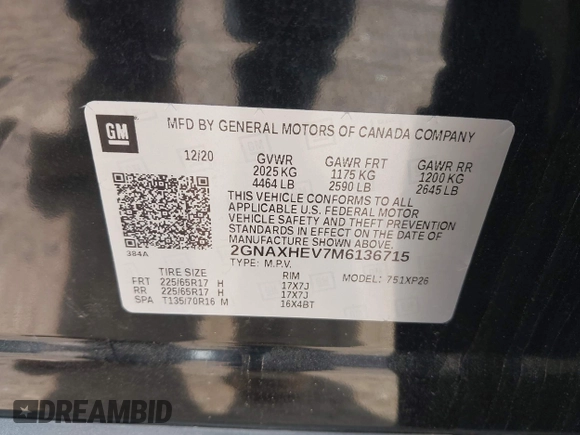 GM
MFD BY GENERAL MOTORS OF CANADA COMPANY
12/20 GVWR GAWR FRT GAWR RR
2025 KG 1175 KG 1200 KG
4464 LB 2590 LB 2645 LB
THIS VEHICLE CONFORMS TO ALL
APPLICABLE U.S. FEDERAL MOTOR
VEHICLE SAFETY AND THEFT PREVENTION
STANDARDS IN EFFECT ON THE DATE OF
MANUFACTURE SHOWN ABOVE.
384A 2GNAXHEV7M6136715
TYPE: M.P.V. MODEL: 751XP26
TIRE SIZE RIM
FRT 225/65R17 H 17X7J
RR 225/65R17 H 17X7J
SPA T135/70R16 M 16X4BT
DREAMBID